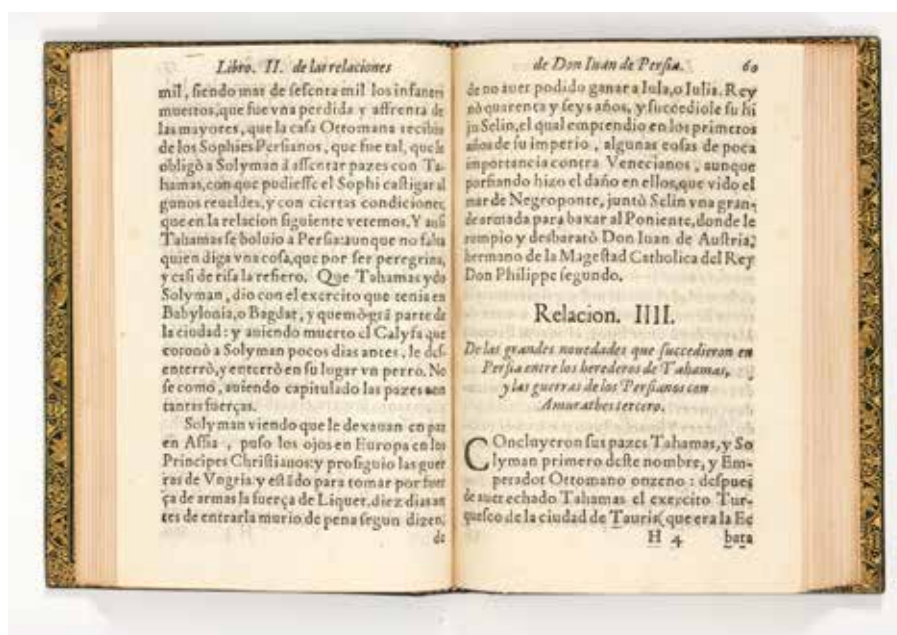 Libro. II. de las relaciones
mil, siendo mas de sesenta mil los infantes
muertos, que fue vna perdida y affrenta de
las mayores, que la casa Ottomana recibio
de los Sophies Persianos, que fue tal, que le
obligò a Solyman á assentar pazes con Ta-
hamas, con que pudiesse el Sophi castigar al
gunos reueldes, y con ciertas condiciones,
que en la relacion siguiente veremos. Y ansi
Tahamas se boluio a Persia: aunque no falta
quien diga vna cosa, que por ser peregrina,
y casi de risa la refiero. Que Tahamas ydo
Solyman, dio con el exercito que tenia en
Babylonia, o Bagdat, y quemò grã parte de
la ciudad: y auiendo muerto el Calyfa que
coronò a Solyman pocos dias antes, le des-
enterrò, y enterrò en su lugar vn perro. No
se como, auiendo capitulado las pazes con
tantas fuerças.
Solyman viendo que le dexauan en paz
en Assia, puso los ojos en Europa en los
Principes Christianos: y prosiguio las guer
ras de Vngria: y estãdo para tomar por fuer
ça de armas la fuerça de Liquet, diez dias an
tes de entrarla murio de pena segun dizen,
de
de Don Iuan de Persia. 60
de no auer podido ganar a Iula, o Iulia. Rey
nò quarenta y seys años, y succediole su hi
jo Selin, el qual emprendio en los primeros
años de su imperio, algunas cosas de poca
importancia contra Venecianos, aunque
porfiando hizo el daño en ellos, que vido el
mar de Negroponte, juntò Selin vna gran-
de armada para baxar al Poniente, donde le
rompio y desbaratò Don Iuan de Austria,
hermano de la Magestad Catholica del Rey
Don Philippe segundo.
Relacion. IIII.
De las grandes nouedades que succedieron en
Persia entre los herederos de Tahamas,
y las guerras de los Persianos con
Amurathes tercero.
COncluyeron sus pazes Tahamas, y So
lyman primero deste nombre, y Em-
perador Ottomano onzeno: despues
de auer echado Tahamas el exercito Tur-
quesco de la ciudad de Tauris (que era la Ec
H 4 bata